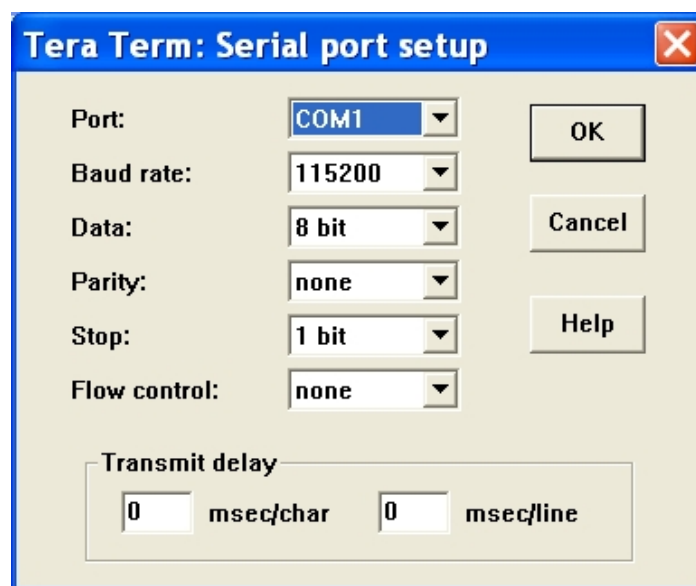 Tera Term: Serial port setup
Port: COM1 OK
Baud rate: 115200
Data: 8 bit Cancel
Parity: none
Stop: 1 bit Help
Flow control: none
Transmit delay
0 msec/char 0 msec/line